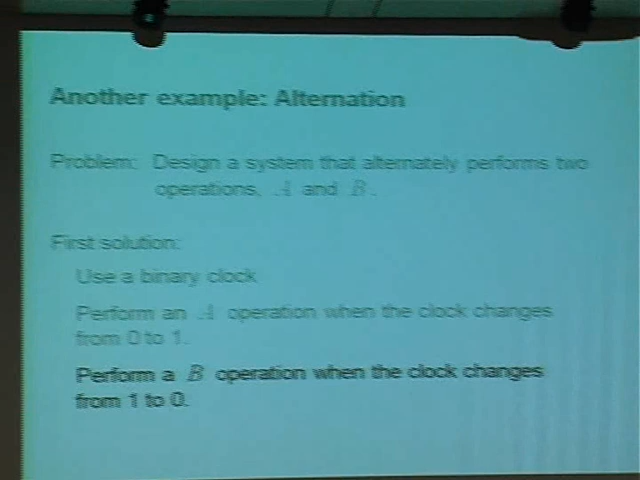 Another example: Alternation
Problem: Design a system that alternately performs two
operations, A and B.
First solution:
Use a binary clock
Perform an A operation when the clock changes
from 0 to 1.
Perform a B operation when the clock changes
from 1 to 0.